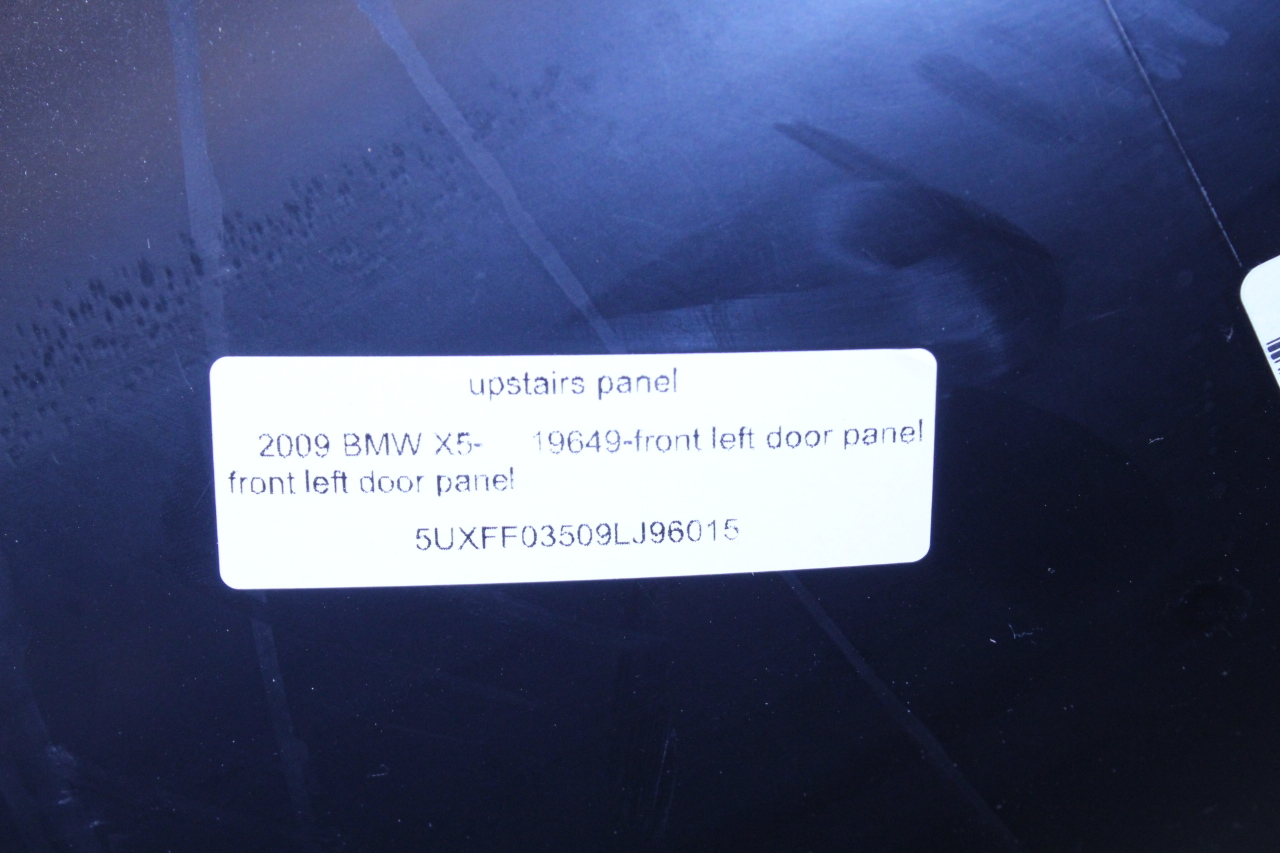 upstairs panel
2009 BMW X5- 19649-front left door panel
front left door panel
5UXFF03509LJ96015